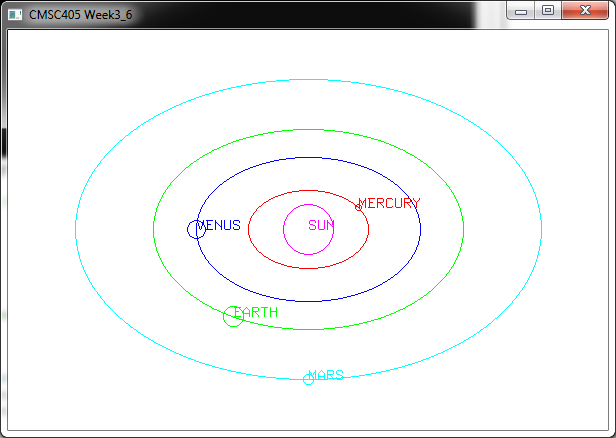 CMSC405 Week3_6
MERCURY
VENUS
SUN
EARTH
MARS